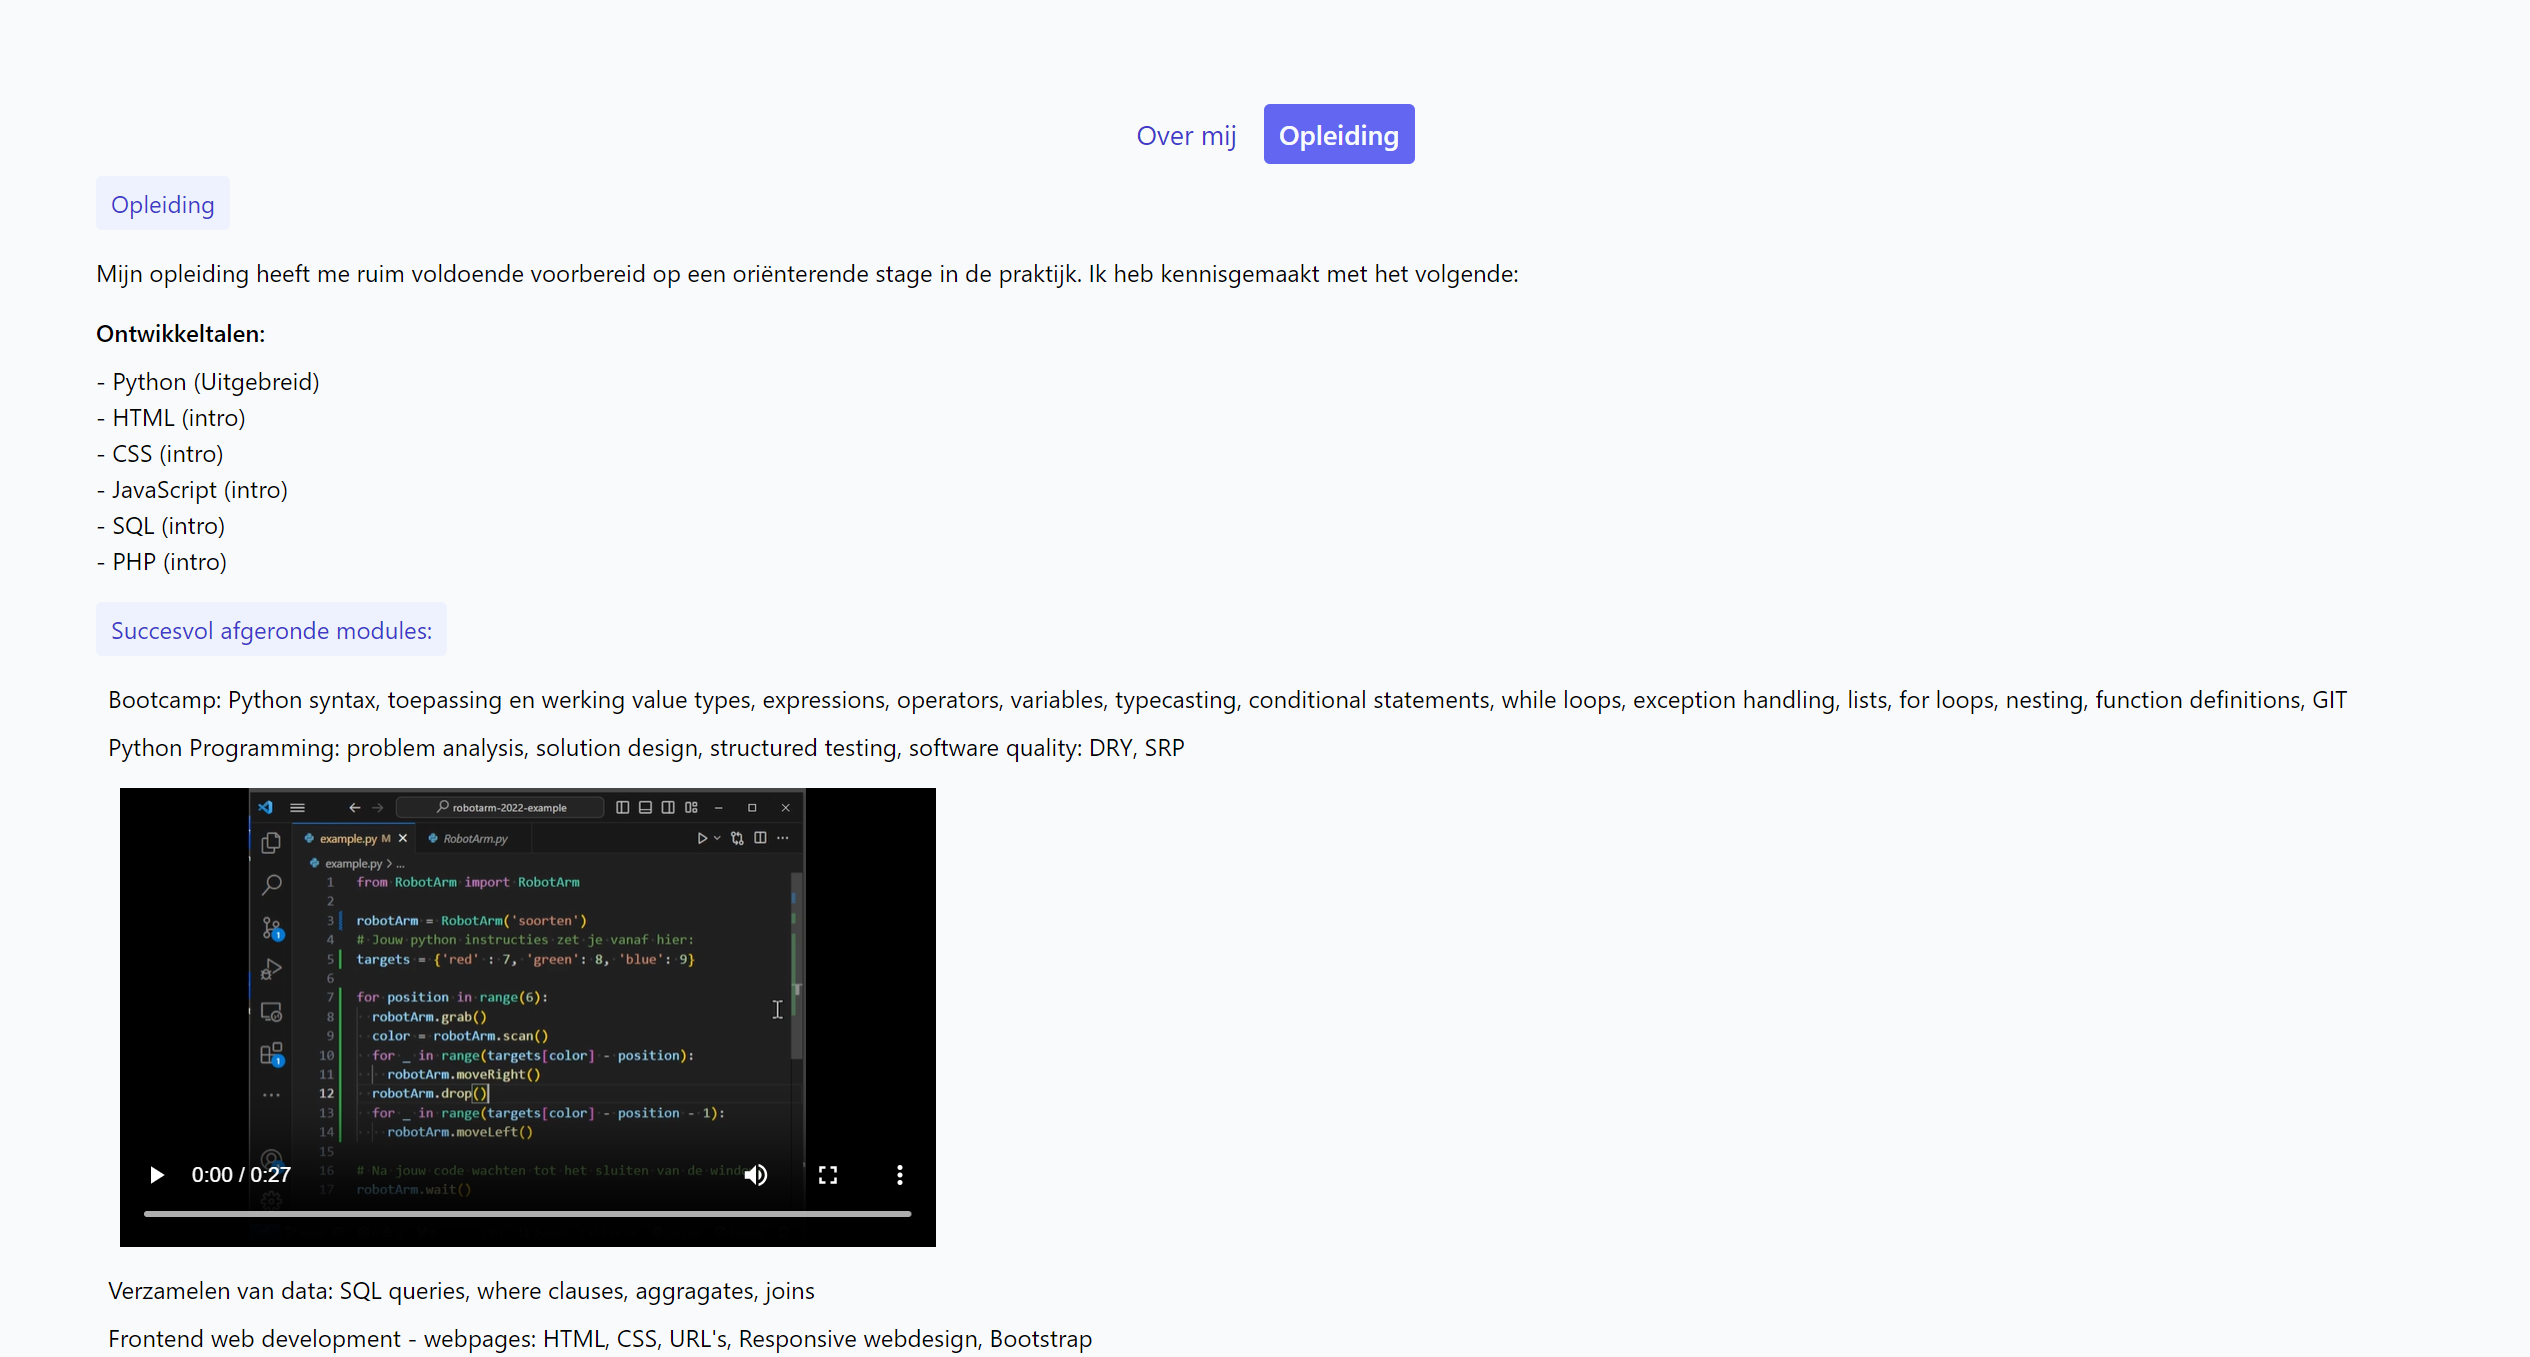 Over mij Opleiding
Opleiding
Mijn opleiding heeft me ruim voldoende voorbereid op een oriënterende stage in de praktijk. Ik heb kennisgemaakt met het volgende:
Ontwikkeltalen:
- Python (Uitgebreid)
- HTML (intro)
- CSS (intro)
- JavaScript (intro)
- SQL (intro)
- PHP (intro)
Succesvol afgeronde modules:
Bootcamp: Python syntax, toepassing en werking value types, expressions, operators, variables, typecasting, conditional statements, while loops, exception handling, lists, for loops, nesting, function definitions, GIT
Python Programming: problem analysis, solution design, structured testing, software quality: DRY, SRP
robotarm-2022-example
example.py M RobotArm.py
example.py > ...
1 from RobotArm import RobotArm
2
3 robotArm = RobotArm('soorten')
4 # Jouw python instructies zet je vanaf hier:
5 targets = {'red' : 7, 'green': 8, 'blue': 9}
6
7 for position in range(6):
8 robotArm.grab()
9 color = robotArm.scan()
10 for _ in range(targets[color] - position):
11 robotArm.moveRight()
12 robotArm.drop()
13 for _ in range(targets[color] - position - 1):
14 robotArm.moveLeft()
15
16 # Na jouw code wachten tot het sluiten van de wind
17 robotArm.wait()
0:00 / 0:27
Verzamelen van data: SQL queries, where clauses, aggragates, joins
Frontend web development - webpages: HTML, CSS, URL's, Responsive webdesign, Bootstrap